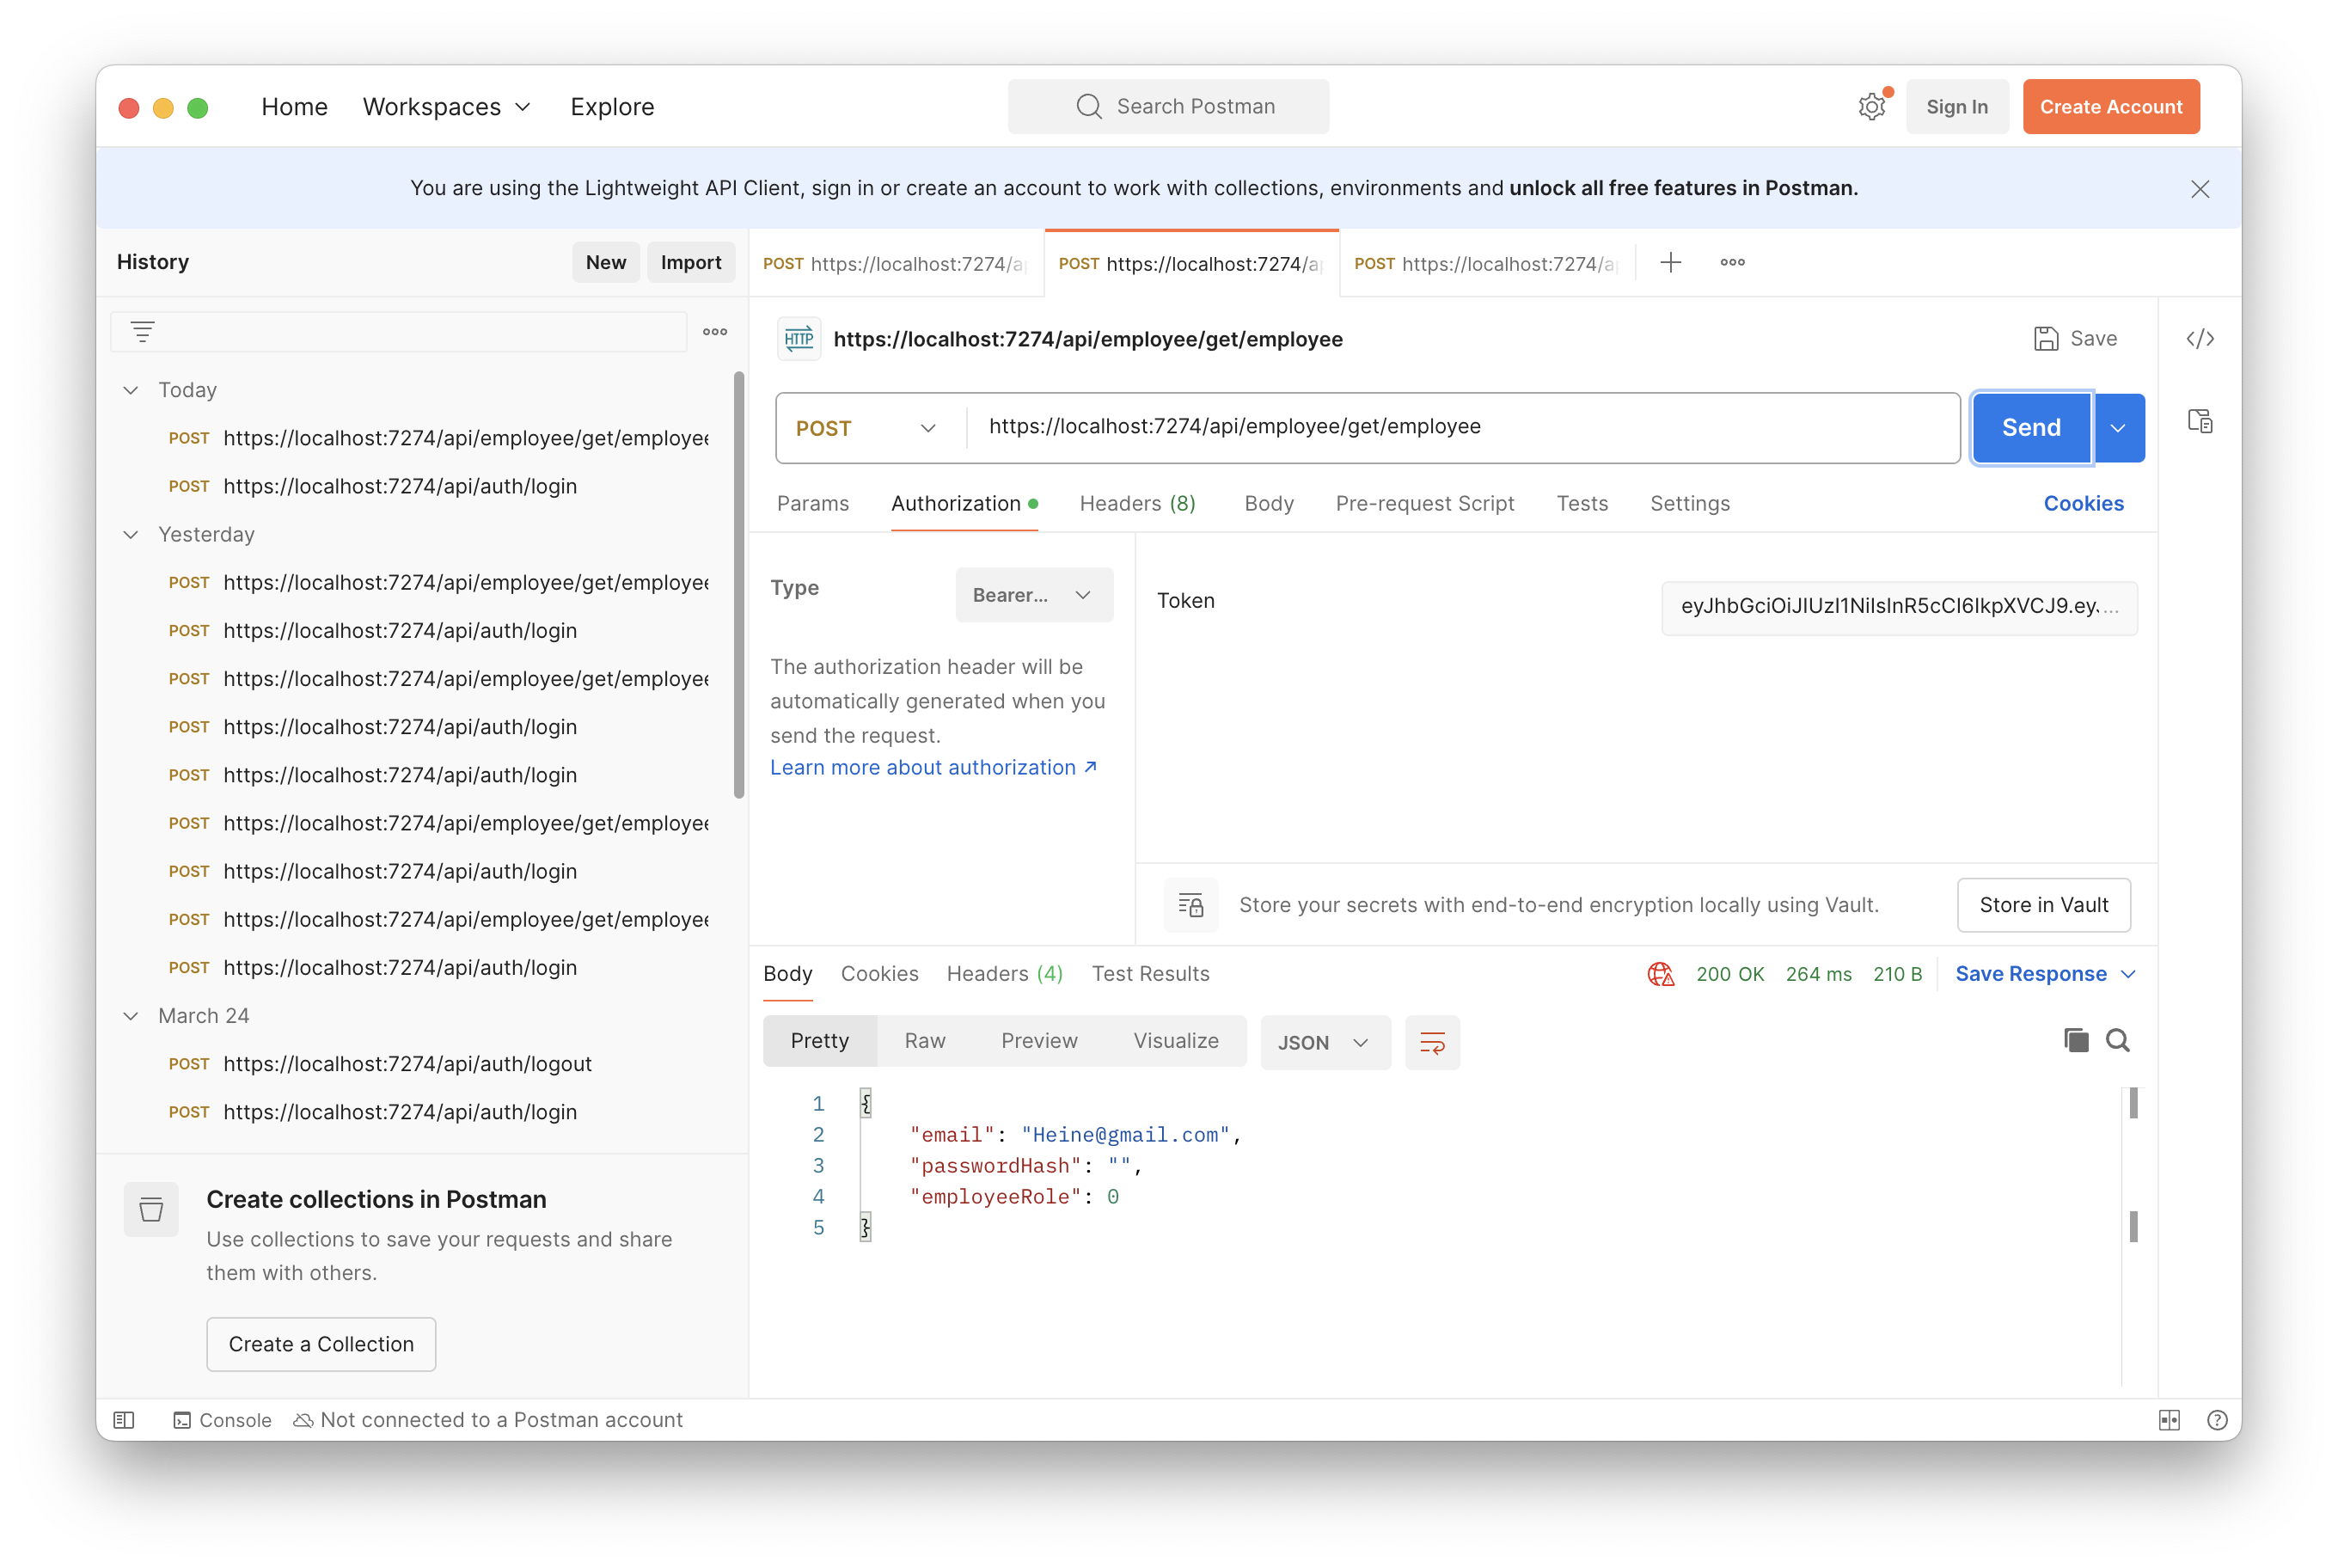 Home Workspaces Explore
Search Postman
Sign In Create Account
You are using the Lightweight API Client, sign in or create an account to work with collections, environments and unlock all free features in Postman.
History New Import
Today
POST https://localhost:7274/api/employee/get/employee
POST https://localhost:7274/api/auth/login
Yesterday
POST https://localhost:7274/api/employee/get/employee
POST https://localhost:7274/api/auth/login
POST https://localhost:7274/api/employee/get/employee
POST https://localhost:7274/api/auth/login
POST https://localhost:7274/api/auth/login
POST https://localhost:7274/api/employee/get/employee
POST https://localhost:7274/api/auth/login
POST https://localhost:7274/api/employee/get/employee
POST https://localhost:7274/api/auth/login
March 24
POST https://localhost:7274/api/auth/logout
POST https://localhost:7274/api/auth/login
Create collections in Postman
Use collections to save your requests and share
them with others.
Create a Collection
POST https://localhost:7274/ap
POST https://localhost:7274/ap
POST https://localhost:7274/ap
HTTP https://localhost:7274/api/employee/get/employee
Save </>
POST https://localhost:7274/api/employee/get/employee
Send
Params Authorization Headers (8) Body Pre-request Script Tests Settings Cookies
Type Bearer...
The authorization header will be
automatically generated when you
send the request.
Learn more about authorization ↗
Token eyJhbGciOiJIUzI1NiIsInR5cCI6IkpXVCJ9.ey...
Store your secrets with end-to-end encryption locally using Vault. Store in Vault
Body Cookies Headers (4) Test Results 200 OK 264 ms 210 B Save Response
Pretty Raw Preview Visualize JSON
1 {
2 "email": "Heine@gmail.com",
3 "passwordHash": "",
4 "employeeRole": 0
5 }
Console Not connected to a Postman account